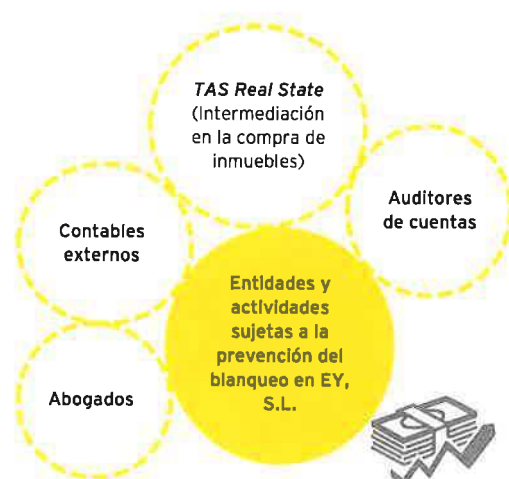 TAS Real State
(Intermediación
en la compra de
inmuebles)
Auditores
de cuentas
Contables
externos
Entidades y
actividades
sujetas a la
prevención del
blanqueo en EY,
S.L.
Abogados